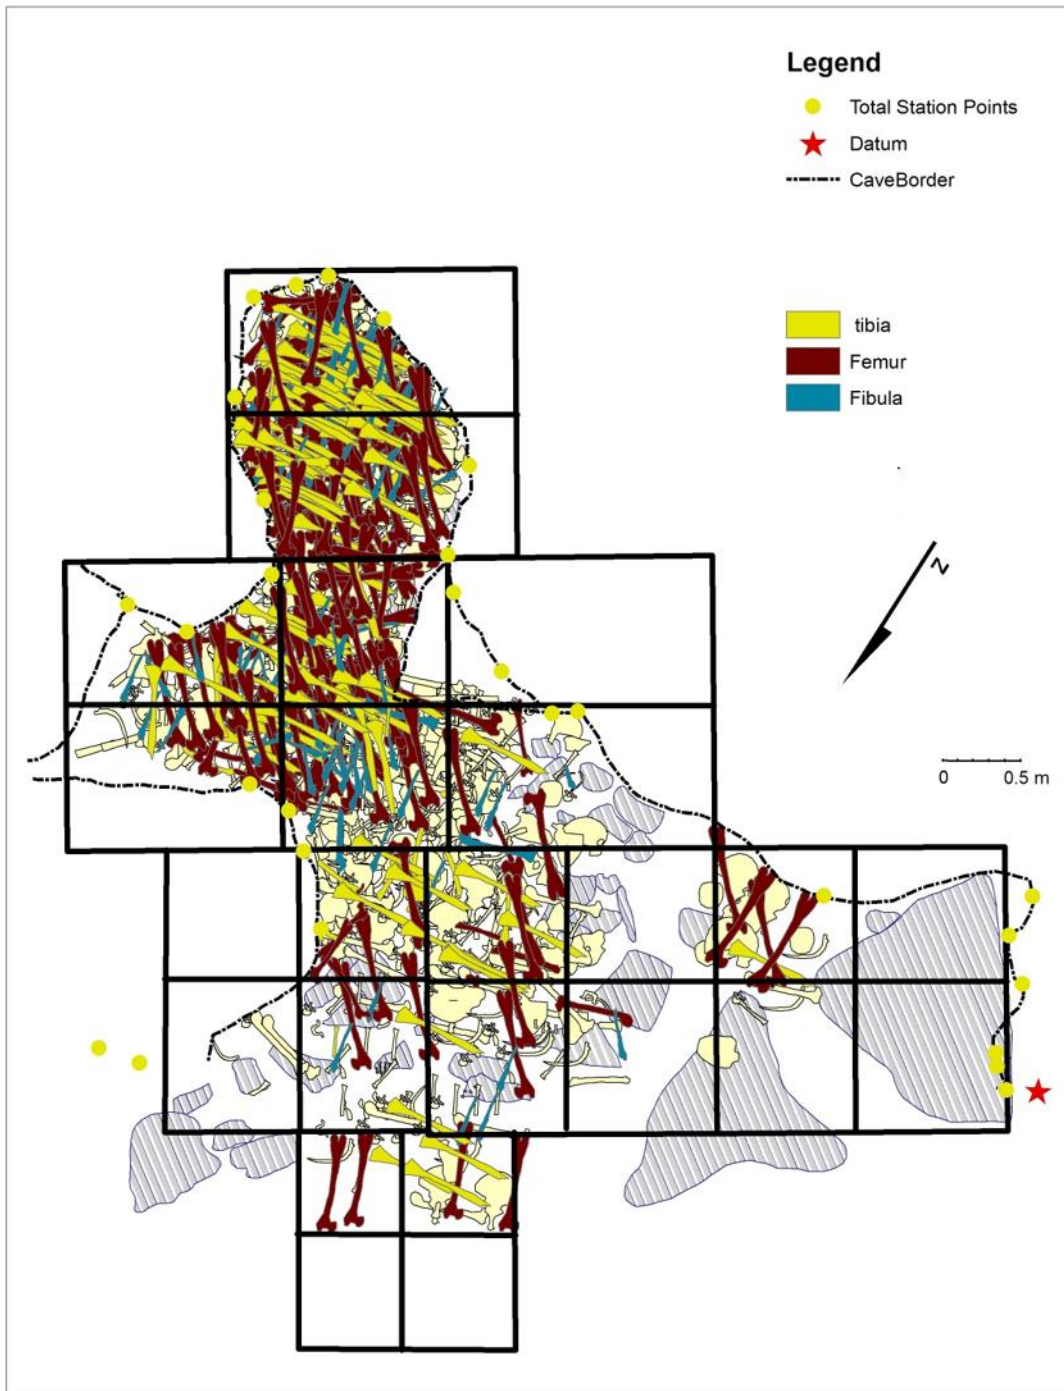 Legend
Total Station Points
Datum
CaveBorder
tibia
Femur
Fibula
N
0 0.5 m